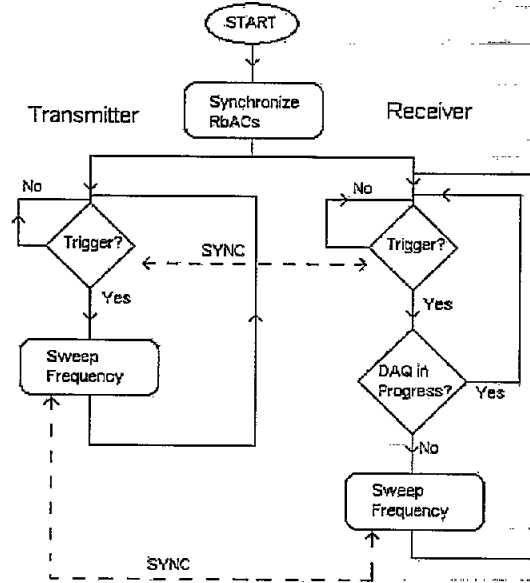 START
Synchronize
RbACs
Transmitter
Receiver
No
Trigger?
Yes
Sweep
Frequency
SYNC
No
Trigger?
Yes
DAQ in
Progress?
Yes
No
Sweep
Frequency
SYNC